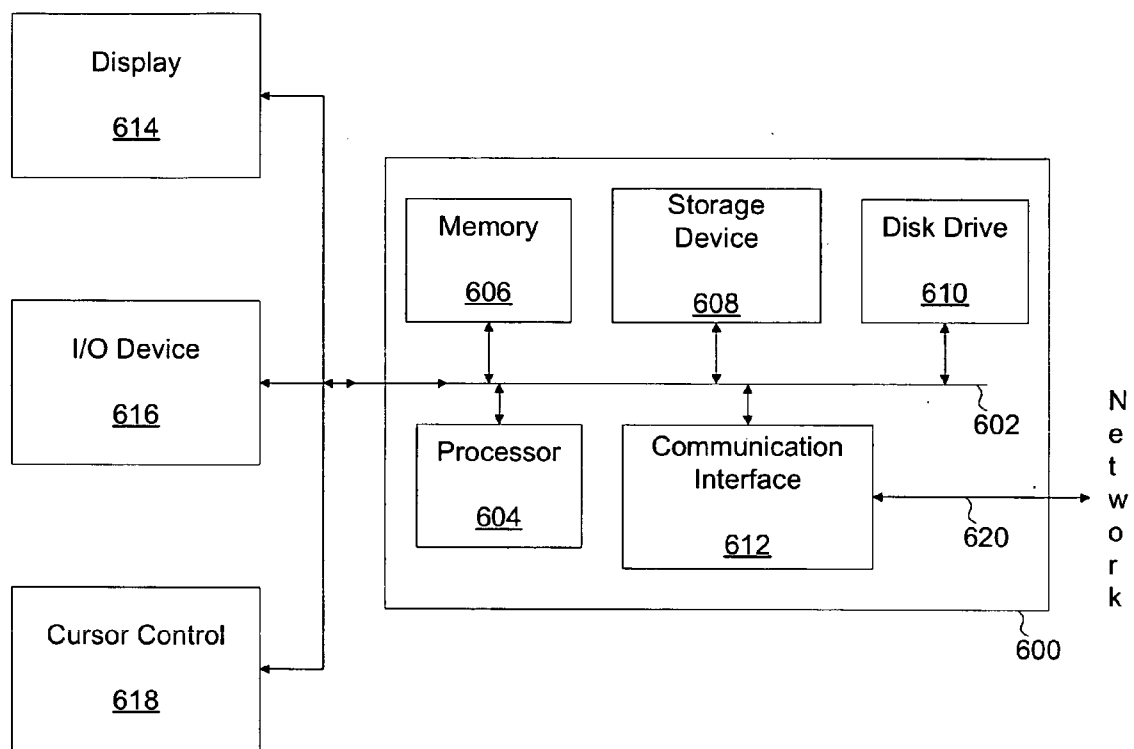 Display
614
I/O Device
616
Cursor Control
618
Memory
606
Storage
Device
608
Disk Drive
610
602
Processor
604
Communication
Interface
612
620
600
Network